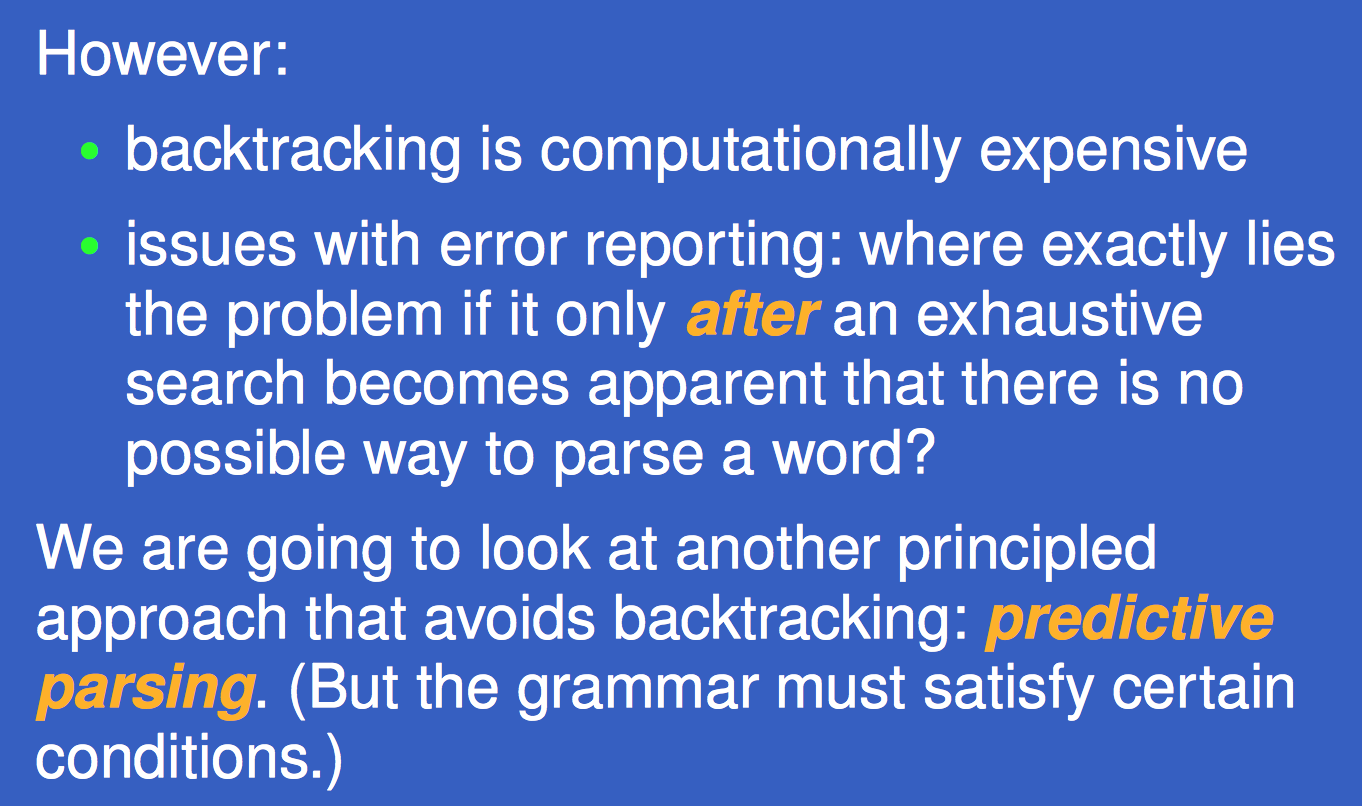 However:
• backtracking is computationally expensive
• issues with error reporting: where exactly lies
the problem if it only after an exhaustive
search becomes apparent that there is no
possible way to parse a word?
We are going to look at another principled
approach that avoids backtracking: predictive
parsing. (But the grammar must satisfy certain
conditions.)